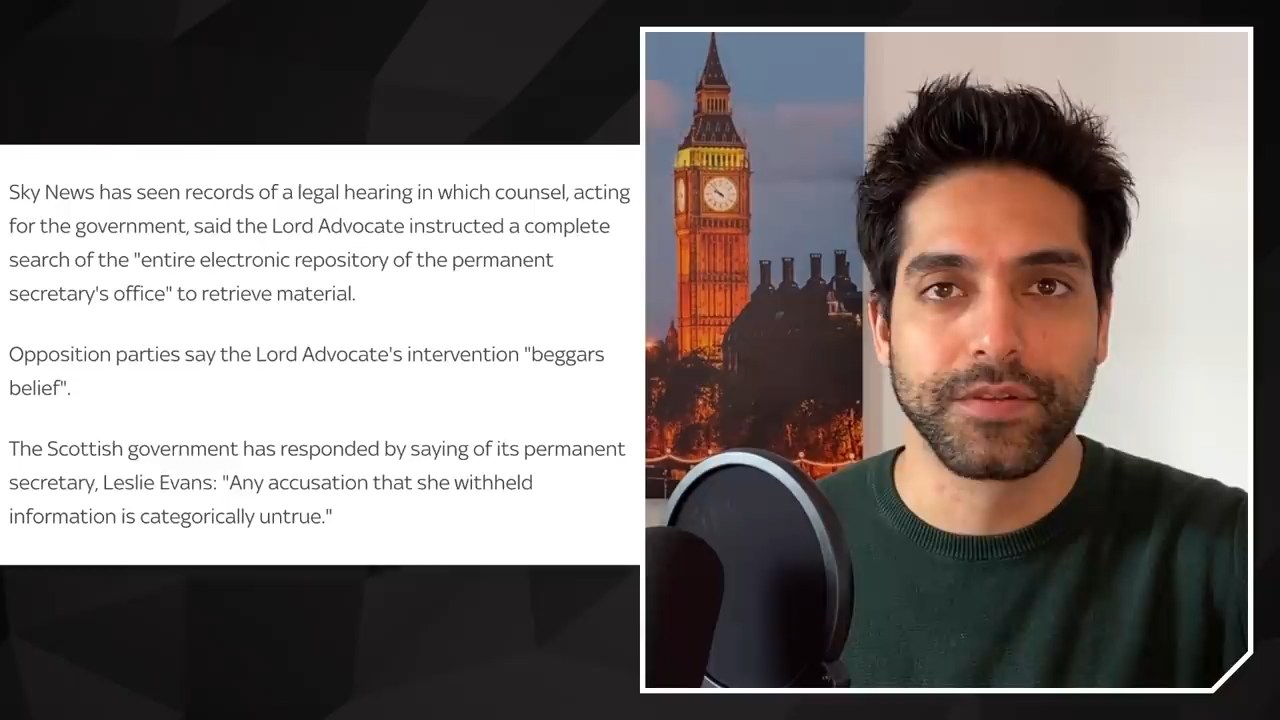 Sky News has seen records of a legal hearing in which counsel, acting
for the government, said the Lord Advocate instructed a complete
search of the "entire electronic repository of the permanent
secretary's office" to retrieve material.
Opposition parties say the Lord Advocate's intervention "beggars
belief".
The Scottish government has responded by saying of its permanent
secretary, Leslie Evans: "Any accusation that she withheld
information is categorically untrue."